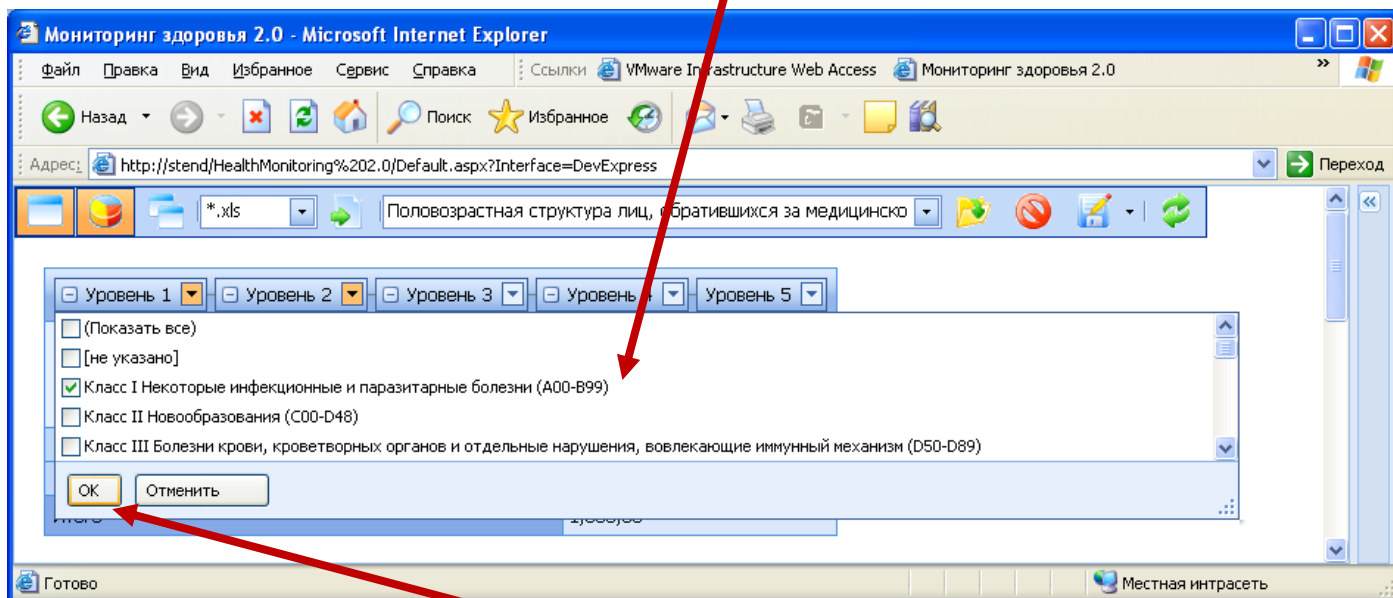 Мониторинг здоровья 2.0 - Microsoft Internet Explorer
Файл Правка Вид Избранное Сервис Справка Ссылки VMware Infrastructure Web Access Мониторинг здоровья 2.0 »
Назад Поиск Избранное
Адрес: http://stend/HealthMonitoring%202.0/Default.aspx?Interface=DevExpress Переход
*.xls Половозрастная структура лиц, обратившихся за медицинско
Уровень 1 Уровень 2 Уровень 3 Уровень 4 Уровень 5
(Показать все)
[не указано]
Класс I Некоторые инфекционные и паразитарные болезни (A00-B99)
Класс II Новообразования (C00-D48)
Класс III Болезни крови, кроветворных органов и отдельные нарушения, вовлекающие иммунный механизм (D50-D89)
OK Отменить
Готово Местная интрасеть